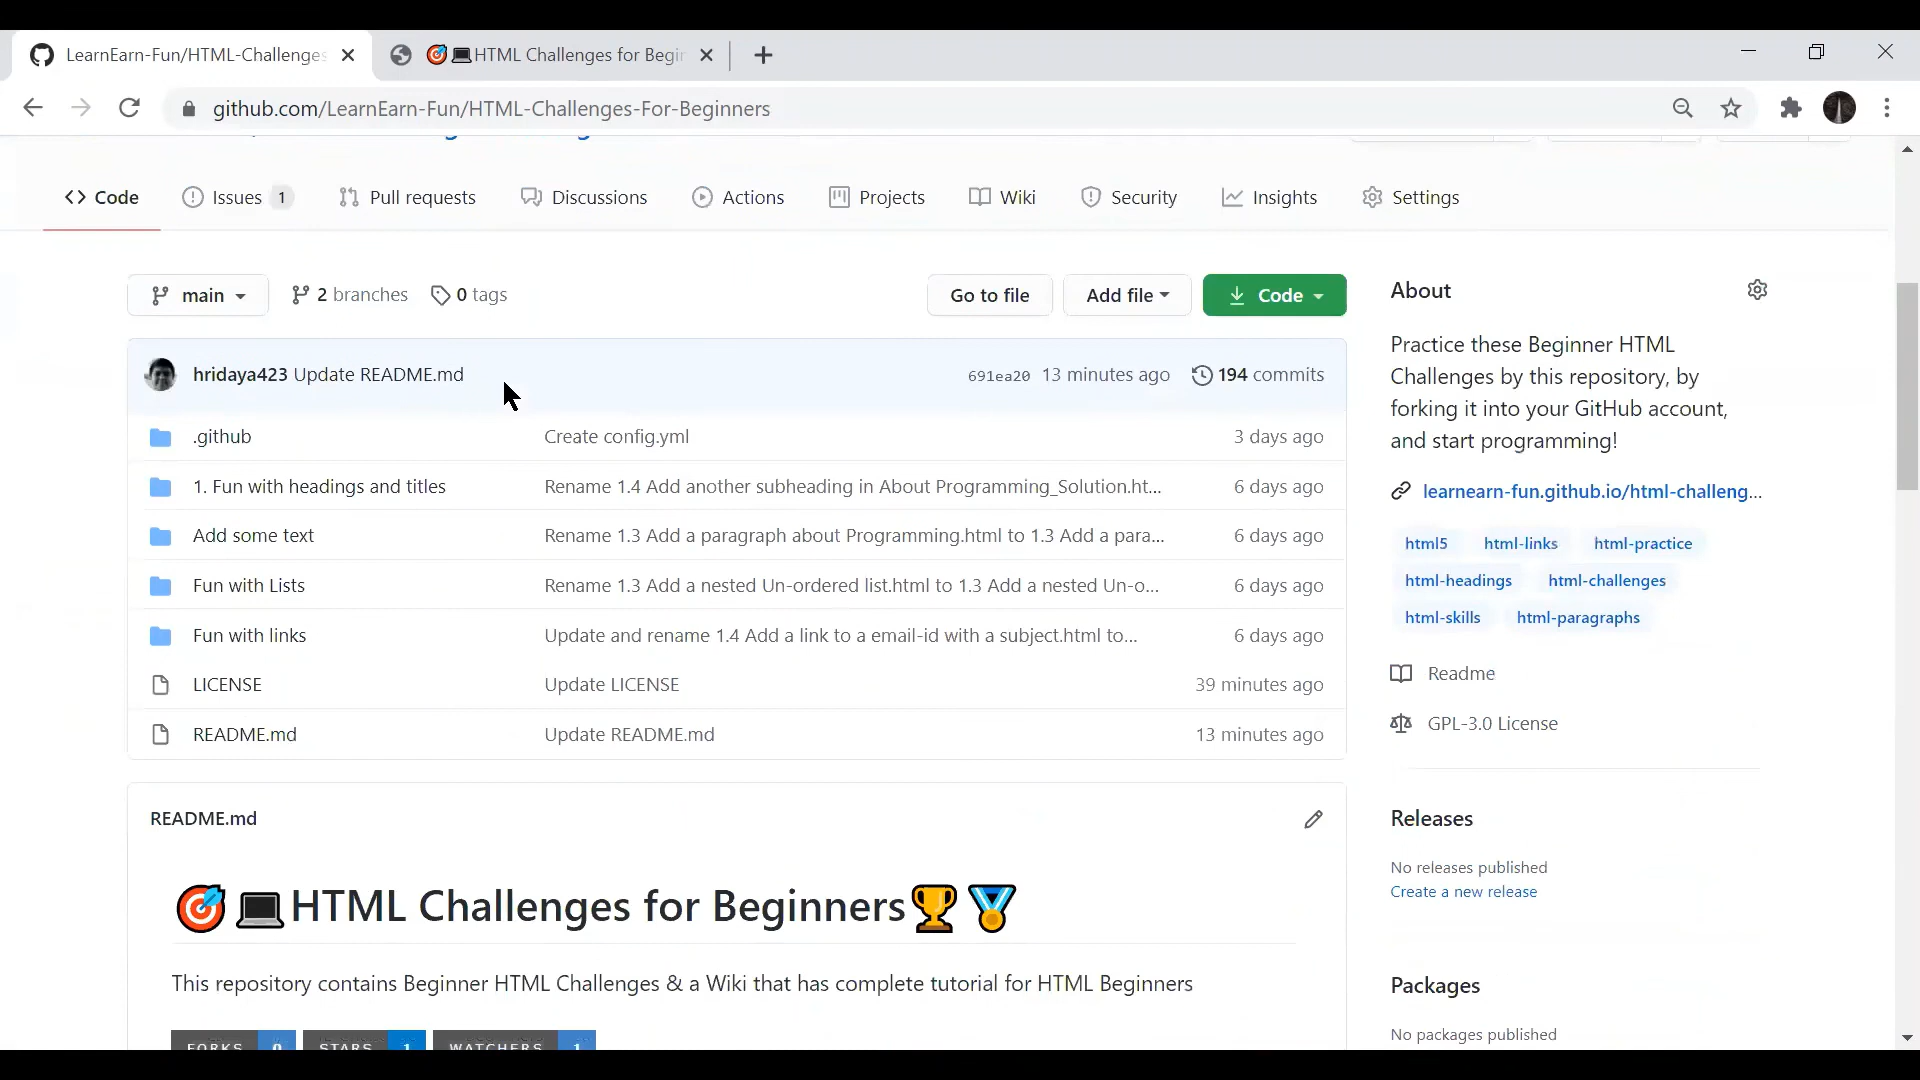 LearnEarn-Fun/HTML-Challenges
HTML Challenges for Begin
github.com/LearnEarn-Fun/HTML-Challenges-For-Beginners
Code
Issues 1
Pull requests
Discussions
Actions
Projects
Wiki
Security
Insights
Settings
main
2 branches
0 tags
Go to file
Add file
Code
hridaya423 Update README.md
691ea20 13 minutes ago
194 commits
.github Create config.yml 3 days ago
1. Fun with headings and titles Rename 1.4 Add another subheading in About Programming_Solution.ht... 6 days ago
Add some text Rename 1.3 Add a paragraph about Programming.html to 1.3 Add a para... 6 days ago
Fun with Lists Rename 1.3 Add a nested Un-ordered list.html to 1.3 Add a nested Un-o... 6 days ago
Fun with links Update and rename 1.4 Add a link to a email-id with a subject.html to... 6 days ago
LICENSE Update LICENSE 39 minutes ago
README.md Update README.md 13 minutes ago
README.md
HTML Challenges for Beginners
This repository contains Beginner HTML Challenges & a Wiki that has complete tutorial for HTML Beginners
FORKS 0 STARS 1 WATCHERS 1
About
Practice these Beginner HTML
Challenges by this repository, by
forking it into your GitHub account,
and start programming!
learnearn-fun.github.io/html-challeng...
html5 html-links html-practice
html-headings html-challenges
html-skills html-paragraphs
Readme
GPL-3.0 License
Releases
No releases published
Create a new release
Packages
No packages published